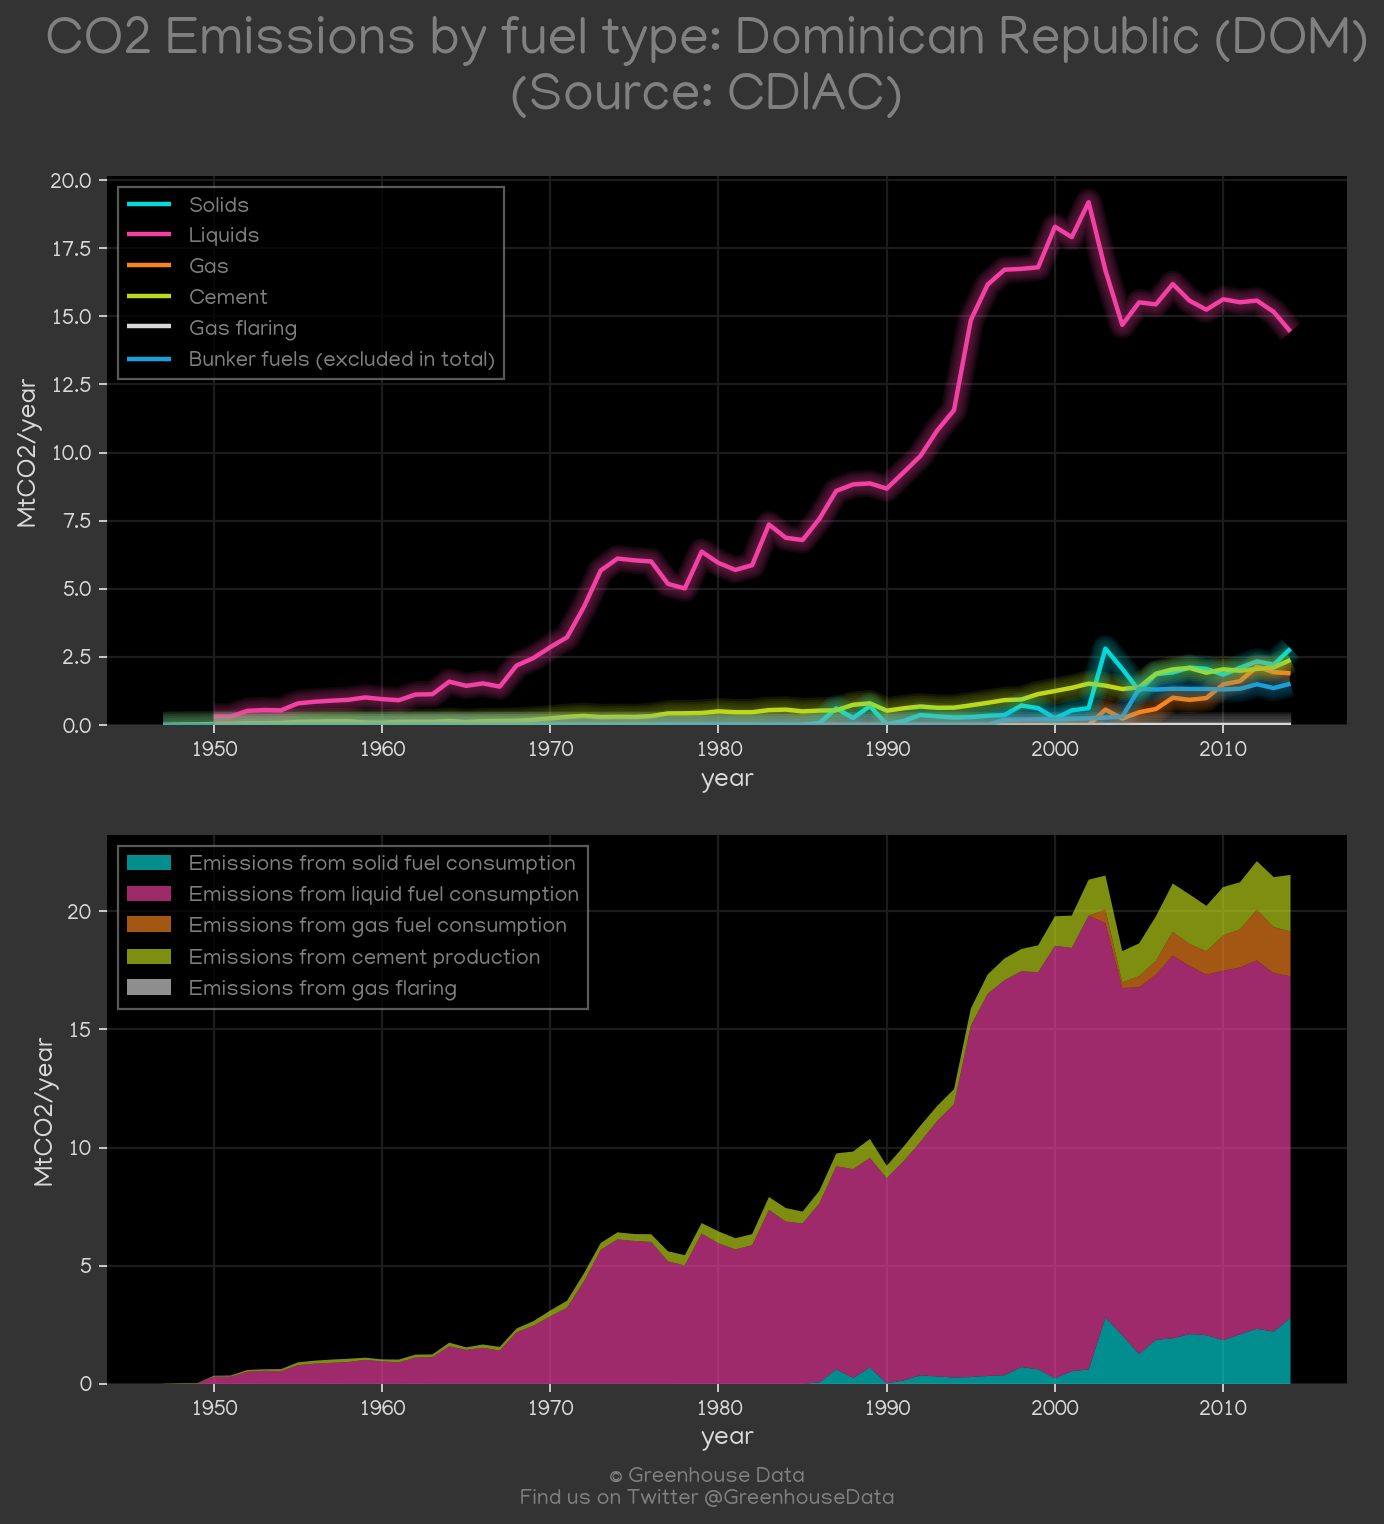 CO2 Emissions by fuel type: Dominican Republic (DOM)
(Source: CDIAC)
MtCO2/year
20.0
17.5
15.0
12.5
10.0
7.5
5.0
2.5
0.0
Solids
Liquids
Gas
Cement
Gas flaring
Bunker fuels (excluded in total)
1950 1960 1970 1980 1990 2000 2010
year
MtCO2/year
20
15
10
5
0
Emissions from solid fuel consumption
Emissions from liquid fuel consumption
Emissions from gas fuel consumption
Emissions from cement production
Emissions from gas flaring
1950 1960 1970 1980 1990 2000 2010
year
© Greenhouse Data
Find us on Twitter @GreenhouseData